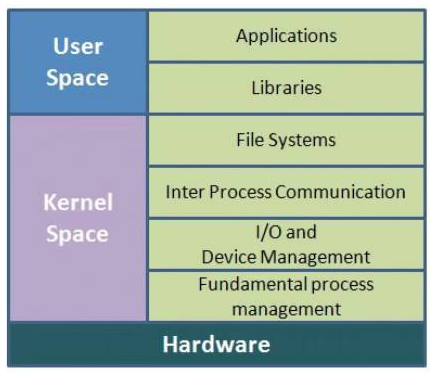 User
Space
Applications
Libraries
Kernel
Space
File Systems
Inter Process Communication
I/O and
Device Management
Fundamental process
management
Hardware